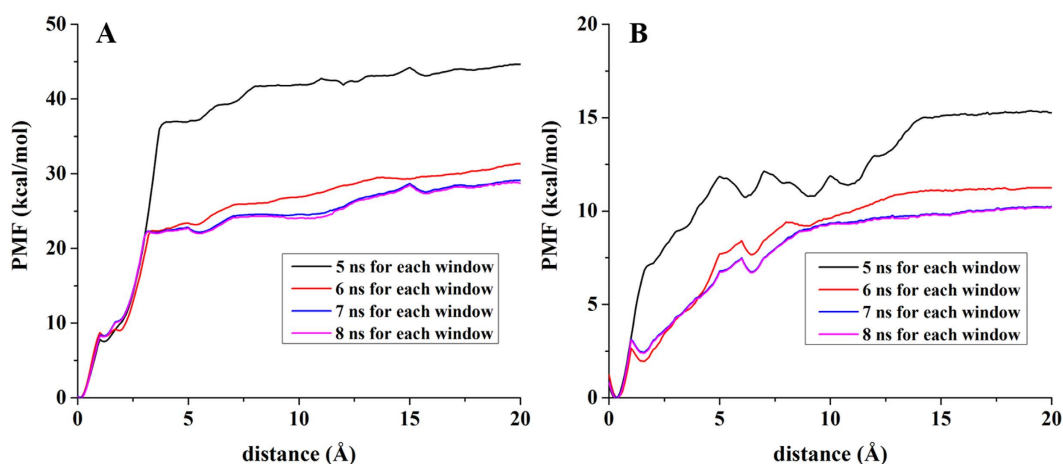 A
PMF (kcal/mol)
50
40
30
20
10
0
5 ns for each window
6 ns for each window
7 ns for each window
8 ns for each window
0 5 10 15 20
distance (Å)
B
PMF (kcal/mol)
20
15
10
5
0
5 ns for each window
6 ns for each window
7 ns for each window
8 ns for each window
0 5 10 15 20
distance (Å)